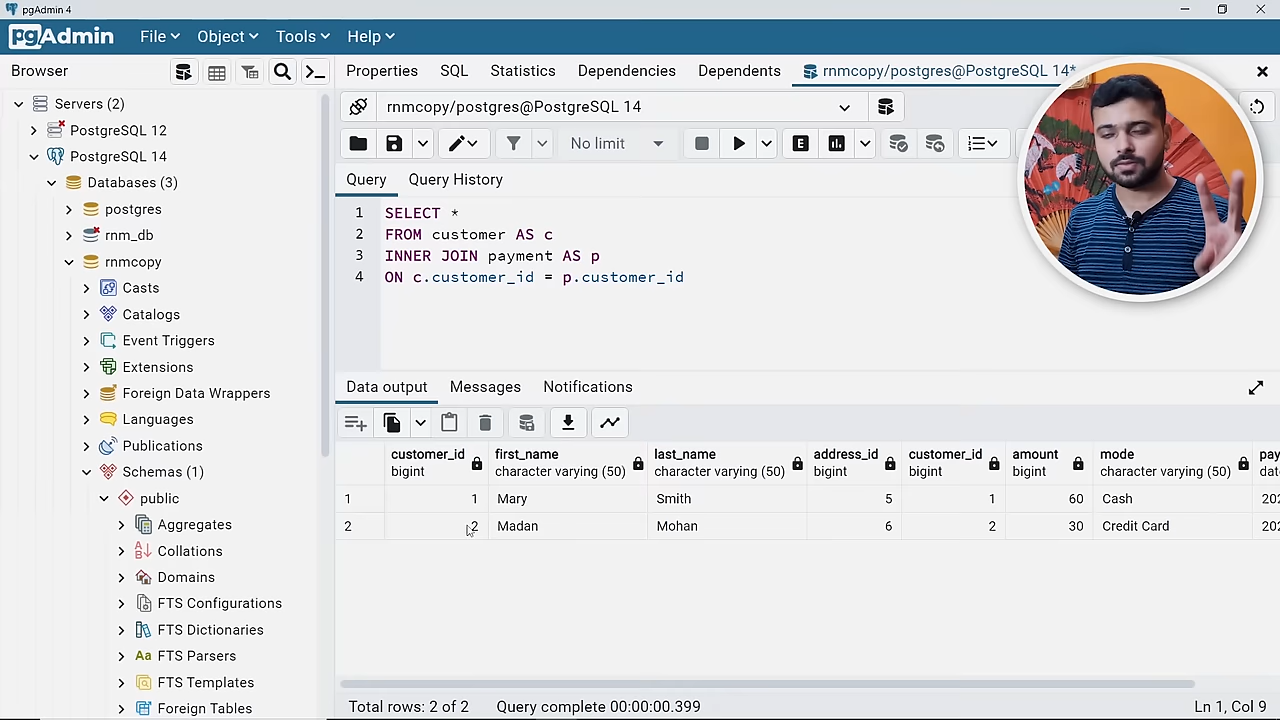 pgAdmin 4
pgAdmin
File
Object
Tools
Help
Browser
Properties
SQL
Statistics
Dependencies
Dependents
rnmcopy/postgres@PostgreSQL 14*
Servers (2)
PostgreSQL 12
PostgreSQL 14
Databases (3)
postgres
rnm_db
rnmcopy
Casts
Catalogs
Event Triggers
Extensions
Foreign Data Wrappers
Languages
Publications
Schemas (1)
public
Aggregates
Collations
Domains
FTS Configurations
FTS Dictionaries
FTS Parsers
FTS Templates
Foreign Tables
rnmcopy/postgres@PostgreSQL 14
No limit
E
Query
Query History
1 SELECT *
2 FROM customer AS c
3 INNER JOIN payment AS p
4 ON c.customer_id = p.customer_id
Data output
Messages
Notifications
customer_id first_name last_name address_id customer_id amount mode
bigint character varying (50) character varying (50) bigint bigint bigint character varying (50)
1 1 Mary Smith 5 1 60 Cash
2 2 Madan Mohan 6 2 30 Credit Card
Total rows: 2 of 2
Query complete 00:00:00.399
Ln 1, Col 9